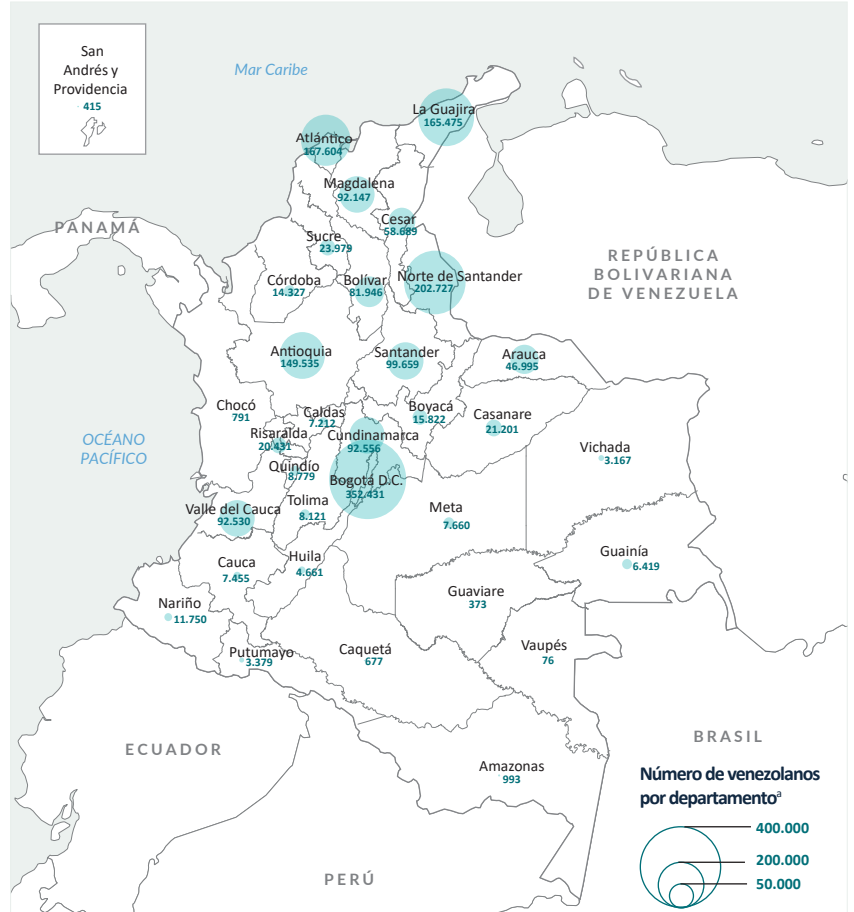 San
Andrés y
Providencia
415
Mar Caribe
La Guajira
165.475
Atlántico
167.604
Magdalena
92.147
Cesar
58.689
PANAMÁ
Sucre
23.979
REPÚBLICA
BOLIVARIANA
DE VENEZUELA
Córdoba
14.327
Bolívar
81.946
Norte de Santander
202.727
Antioquia
149.535
Santander
99.659
Arauca
46.995
Chocó
791
Caldas
7.212
Boyacá
15.822
Casanare
21.201
OCÉANO
PACÍFICO
Risaralda
20.431
Cundinamarca
92.556
Vichada
3.167
Quindío
8.779
Bogotá D.C.
352.431
Valle del Cauca
92.530
Tolima
8.121
Meta
7.660
Cauca
7.455
Huila
4.661
Guainía
6.419
Nariño
11.750
Guaviare
373
Putumayo
3.379
Caquetá
677
Vaupés
76
ECUADOR
BRASIL
Amazonas
993
PERÚ
Número de venezolanos
por departamentoª
400.000
200.000
50.000